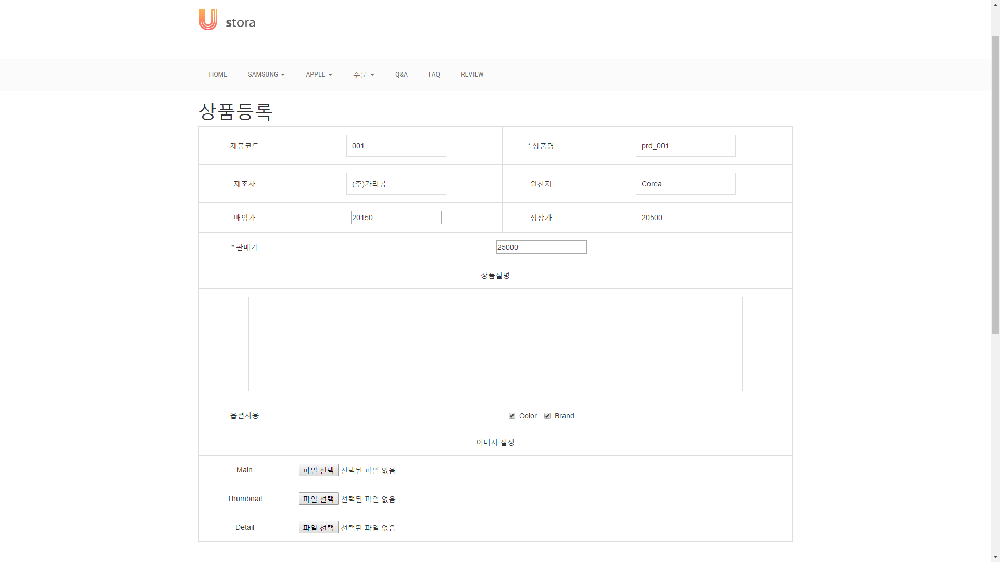 U stora
HOME SAMSUNG APPLE 주문 Q&A FAQ REVIEW
상품등록
제품코드 001 * 상품명 prd_001
제조사 (주)가리봉 원산지 Corea
매입가 20150 정상가 20500
* 판매가 25000
상품설명
옵션사용 Color Brand
이미지 설정
Main 파일 선택 선택된 파일 없음
Thumbnail 파일 선택 선택된 파일 없음
Detail 파일 선택 선택된 파일 없음